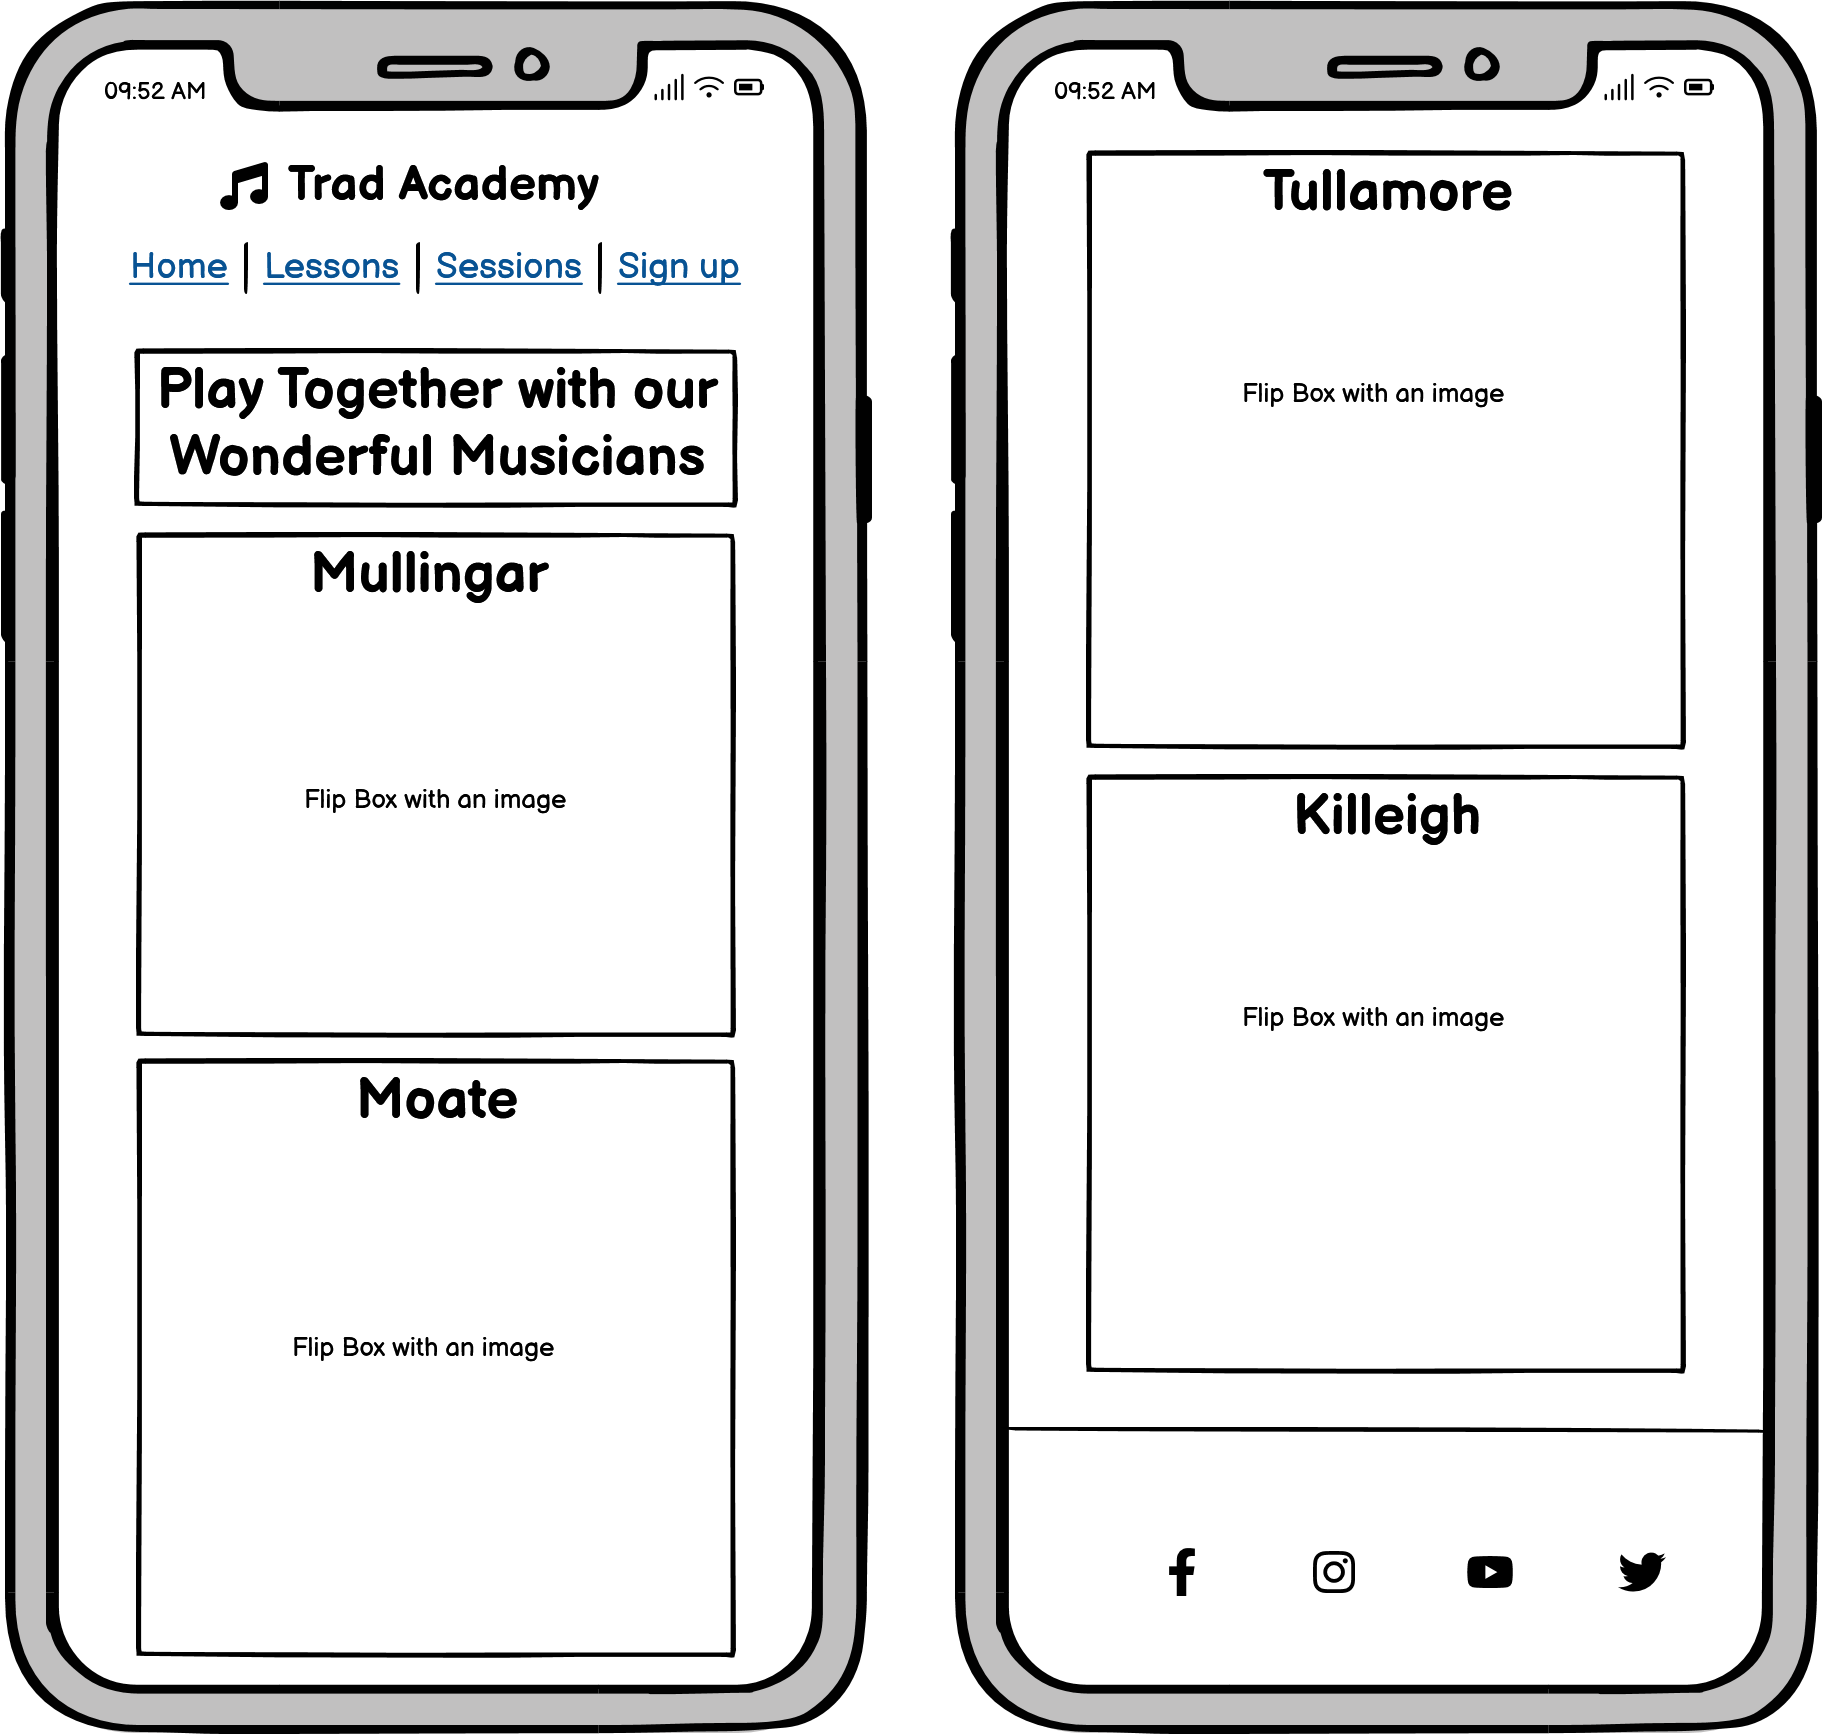 09:52 AM
Trad Academy
Home | Lessons | Sessions | Sign up
Play Together with our
Wonderful Musicians
Mullingar
Flip Box with an image
Moate
Flip Box with an image
09:52 AM
Tullamore
Flip Box with an image
Killeigh
Flip Box with an image